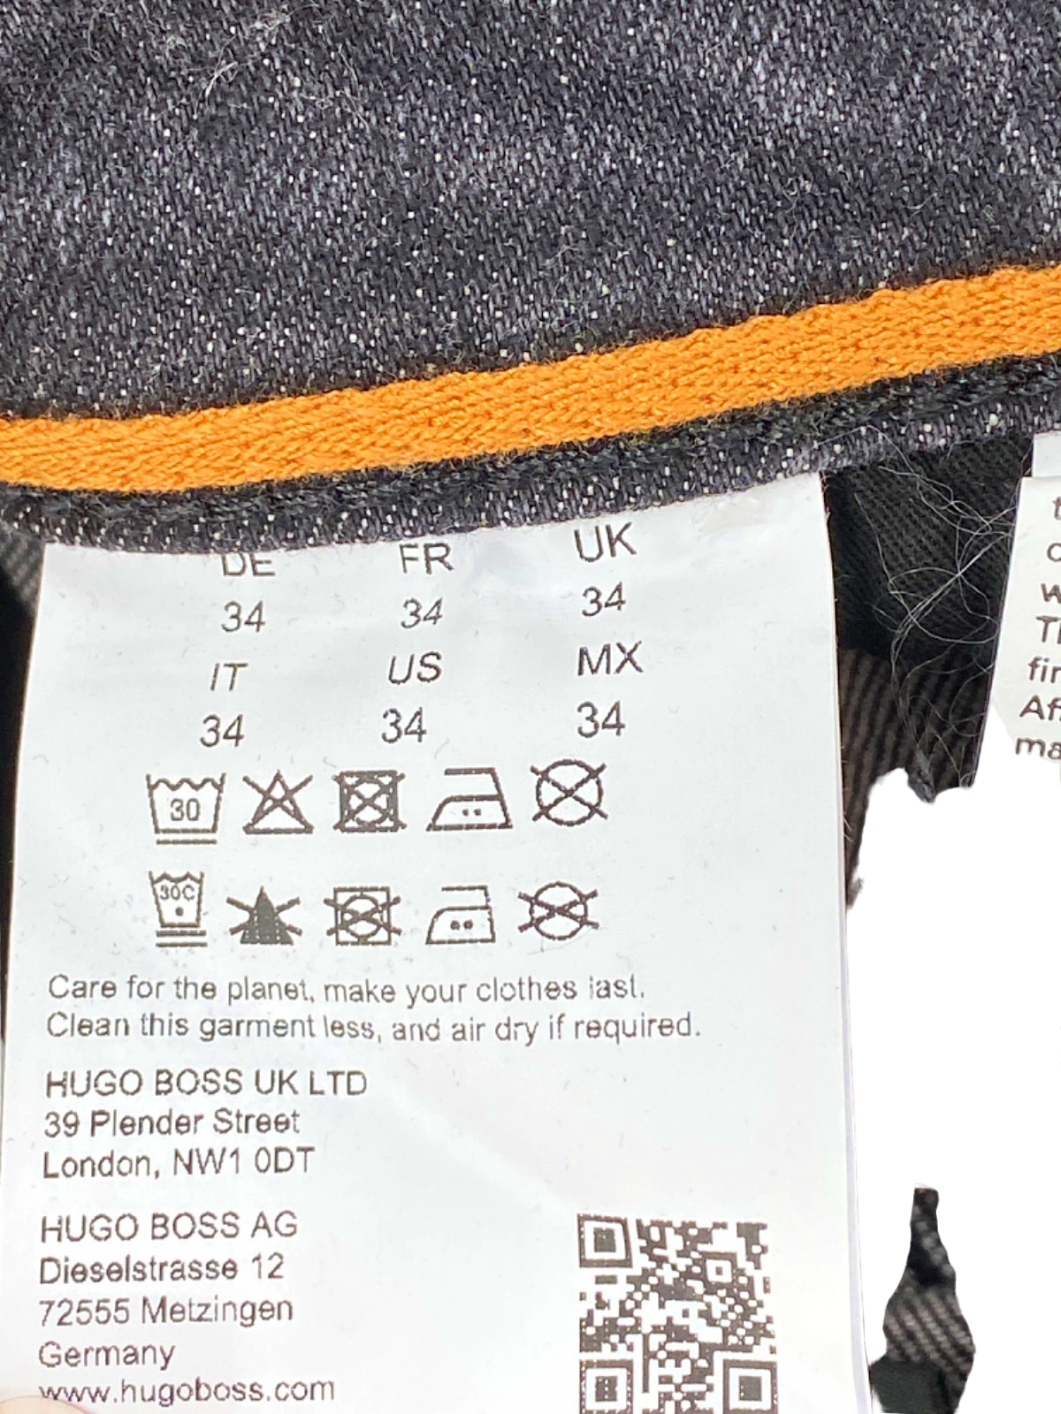 DE FR UK
34 34 34
IT US MX
34 34 34
30
30C
Care for the planet, make your clothes last.
Clean this garment less, and air dry if required.
HUGO BOSS UK LTD
39 Plender Street
London, NW1 0DT
HUGO BOSS AG
Dieselstrasse 12
72555 Metzingen
Germany
www.hugoboss.com